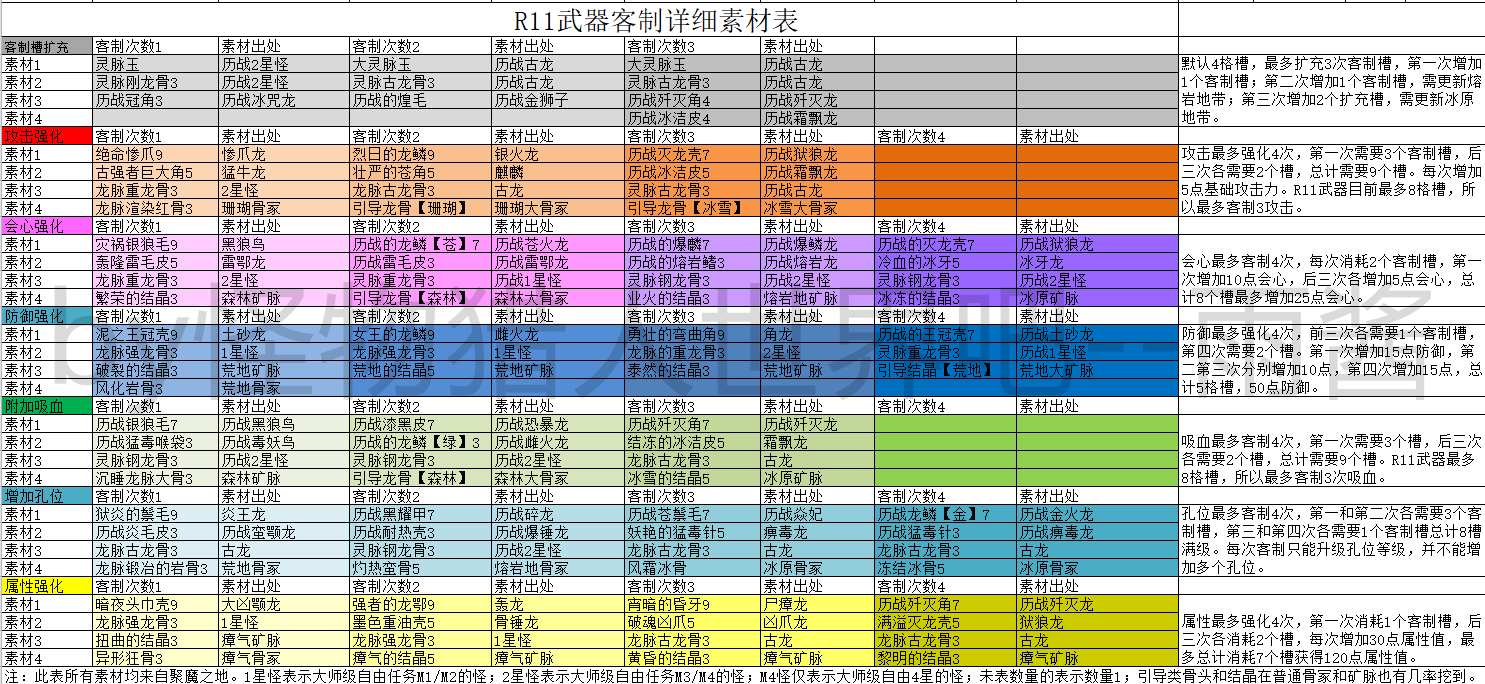 R11武器客制详细素材表
客制槽扩充 客制次数1 素材出处 客制次数2 素材出处 客制次数3 素材出处
素材1 灵脉玉 历战2星怪 大灵脉玉 历战古龙 大灵脉玉 历战古龙
素材2 灵脉刚龙骨3 历战2星怪 灵脉古龙骨3 历战古龙 灵脉古龙骨3 历战古龙
素材3 历战冠角3 历战冰咒龙 历战的煌毛 历战金狮子 历战歼灭角4 历战歼灭龙
素材4 历战冰洁皮4 历战霜飘龙
默认4格槽，最多扩充3次客制槽，第一次增加
1个客制槽；第二次增加1个客制槽，需更新熔
岩地带；第三次增加2个扩充槽，需更新冰原
地带。
攻击强化 客制次数1 素材出处 客制次数2 素材出处 客制次数3 素材出处 客制次数4 素材出处
素材1 绝命惨爪9 惨爪龙 烈日的龙鳞9 银火龙 历战灭龙壳7 历战狱狼龙
素材2 古强者巨大角5 猛牛龙 壮严的苍角5 麒麟 历战冰洁皮5 历战霜飘龙
素材3 龙脉重龙骨3 2星怪 龙脉古龙骨3 古龙 灵脉古龙骨3 历战古龙
素材4 龙脉渲染红骨3 珊瑚骨冢 引导龙骨【珊瑚】 珊瑚大骨冢 引导龙骨【冰雪】 冰雪大骨冢
攻击最多强化4次，第一次需要3个客制槽，后
三次各需要2个槽，总计需要9个槽。每次增加
5点基础攻击力。R11武器目前最多8格槽，所
以最多客制3攻击。
会心强化 客制次数1 素材出处 客制次数2 素材出处 客制次数3 素材出处 客制次数4 素材出处
素材1 灾祸银狼毛9 黑狼鸟 历战的龙鳞【苍】7 历战苍火龙 历战的爆麟7 历战爆鳞龙 历战的灭龙壳7 历战狱狼龙
素材2 轰隆雷毛皮5 雷鄂龙 历战雷毛皮3 历战雷鄂龙 历战的熔岩鳍3 历战熔岩龙 冷血的冰牙5 冰牙龙
素材3 龙脉重龙骨3 2星怪 灵脉重龙骨3 历战1星怪 灵脉钢龙骨3 历战2星怪 灵脉钢龙骨3 历战2星怪
素材4 繁荣的结晶3 森林矿脉 引导龙骨【森林】 森林大骨冢 业火的结晶3 熔岩地矿脉 冰冻的结晶3 冰原矿脉
会心最多客制4次，每次消耗2个客制槽，第一
次增加10点会心，后三次各增加5点会心，总
计8个槽最多增加25点会心。
防御强化 客制次数1 素材出处 客制次数2 素材出处 客制次数3 素材出处 客制次数4 素材出处
素材1 泥之王冠壳9 土砂龙 女王的龙鳞9 雌火龙 勇壮的弯曲角9 角龙 历战的王冠壳7 历战土砂龙
素材2 龙脉强龙骨3 1星怪 龙脉强龙骨3 1星怪 龙脉的重龙骨3 2星怪 灵脉重龙骨3 历战1星怪
素材3 破裂的结晶3 荒地矿脉 荒地的结晶5 荒地矿脉 泰然的结晶3 荒地矿脉 引导结晶【荒地】 荒地大矿脉
素材4 风化岩骨3 荒地骨冢
防御最多强化4次，前三次各需要1个客制槽，
第四次需要2个槽。第一次增加15点防御，第
二第三次分别增加10点，第四次增加15点，总
计5格槽，50点防御。
附加吸血 客制次数1 素材出处 客制次数2 素材出处 客制次数3 素材出处 客制次数4 素材出处
素材1 历战银狼毛7 历战黑狼鸟 历战漆黑皮7 历战恐暴龙 历战歼灭角7 历战歼灭龙
素材2 历战猛毒喉袋3 历战毒妖鸟 历战的龙鳞【绿】3 历战雌火龙 结冻的冰洁皮5 霜飘龙
素材3 灵脉钢龙骨3 历战2星怪 灵脉钢龙骨3 历战2星怪 龙脉古龙骨3 古龙
素材4 沉睡龙脉大骨3 森林矿脉 引导龙骨【森林】 森林大骨冢 冰雪的结晶5 冰原矿脉
吸血最多客制4次，第一次需要3个槽，后三次
各需要2个槽，总计需要9个槽。R11武器最多
8格槽，所以最多客制3次吸血。
增加孔位 客制次数1 素材出处 客制次数2 素材出处 客制次数3 素材出处 客制次数4 素材出处
素材1 狱炎的鬃毛9 炎王龙 历战黑耀甲7 历战碎龙 历战苍鬃毛7 历战焱妃 历战龙鳞【金】7 历战金火龙
素材2 历战炎毛皮3 历战蛮颚龙 历战耐热壳3 历战爆锤龙 妖艳的猛毒针5 痹毒龙 历战猛毒针3 历战痹毒龙
素材3 龙脉古龙骨3 古龙 灵脉钢龙骨3 历战2星怪 龙脉古龙骨3 古龙 龙脉古龙骨3 古龙
素材4 龙脉锻冶的岩骨3 荒地骨冢 灼热蛮骨5 熔岩地骨冢 风霜冰骨 冰原骨冢 冻结冰骨5 冰原骨冢
孔位最多客制4次，第一和第二次各需要3个客
制槽，第三和第四次各需要1个客制槽总计8槽
满级。每次客制只能升级孔位等级，并不能增
加多个孔位。
属性强化 客制次数1 素材出处 客制次数2 素材出处 客制次数3 素材出处 客制次数4 素材出处
素材1 暗夜头巾壳9 大凶颚龙 强者的龙鄂9 轰龙 宵暗的昏牙9 尸瘴龙 历战歼灭角7 历战歼灭龙
素材2 龙脉强龙骨3 1星怪 墨色重油壳5 骨锤龙 破魂凶爪5 凶爪龙 满溢灭龙壳5 狱狼龙
素材3 扭曲的结晶3 瘴气矿脉 龙脉强龙骨3 1星怪 龙脉古龙骨3 古龙 龙脉古龙骨3 古龙
素材4 异形狂骨3 瘴气骨冢 瘴气的结晶5 瘴气矿脉 黄昏的结晶3 瘴气矿脉 黎明的结晶3 瘴气矿脉
属性最多强化4次，第一次消耗1个客制槽，后
三次各消耗2个槽，每次增加30点属性值，最
多总计消耗7个槽获得120点属性值。
注：此表所有素材均来自聚魔之地。1星怪表示大师级自由任务M1/M2的怪；2星怪表示大师级自由任务M3/M4的怪；M4怪仅表示大师级自由4星的怪；未表数量的表示数量1；引导类骨头和结晶在普通骨冢和矿脉也有几率挖到。